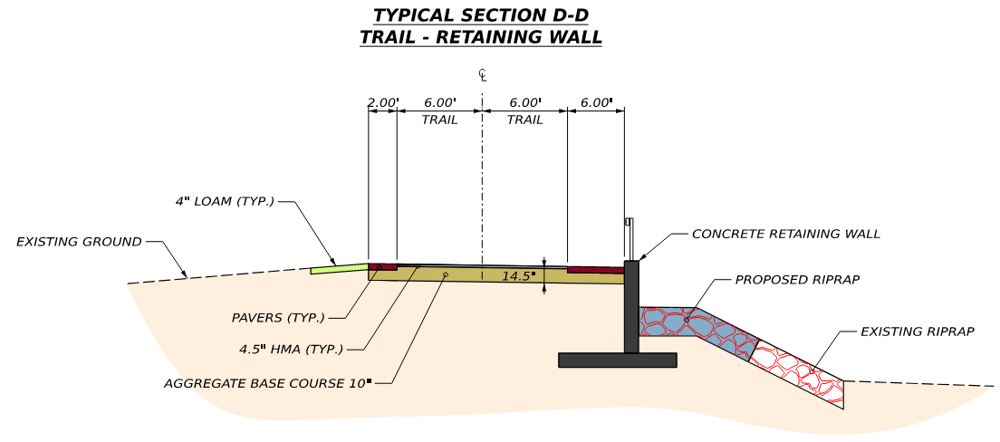 TYPICAL SECTION D-D
TRAIL - RETAINING WALL
℄
2.00" 6.00" 6.00" 6.00"
TRAIL TRAIL
4" LOAM (TYP.)
EXISTING GROUND
CONCRETE RETAINING WALL
14.5"
PROPOSED RIPRAP
PAVERS (TYP.)
EXISTING RIPRAP
4.5" HMA (TYP.)
AGGREGATE BASE COURSE 10"